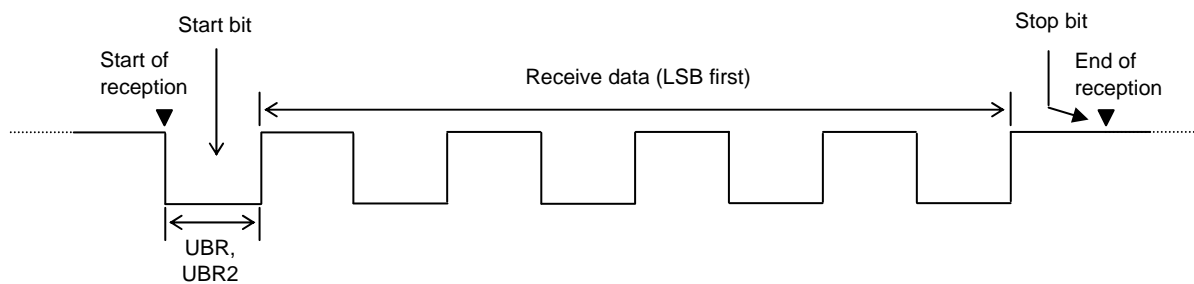 Start bit
Stop bit
Start of
reception
End of
reception
Receive data (LSB first)
UBR,
UBR2